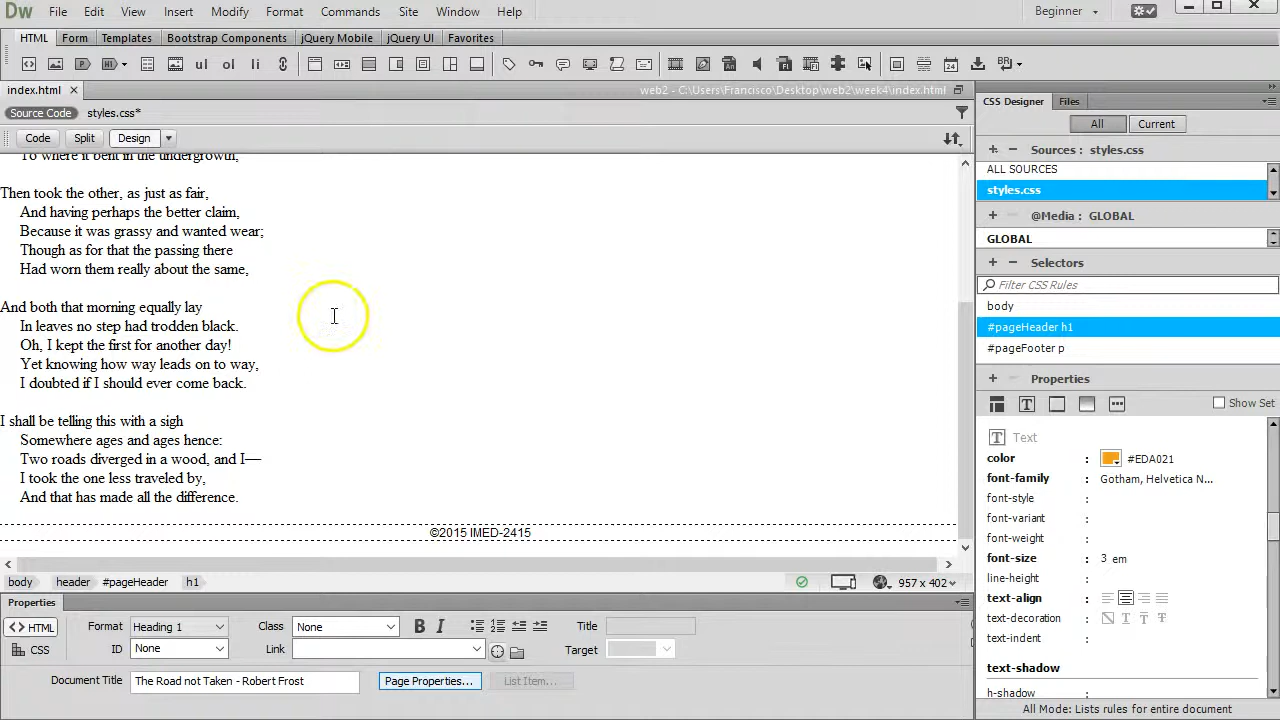 Dw File Edit View Insert Modify Format Commands Site Window Help Beginner
HTML Form Templates Bootstrap Components jQuery Mobile jQuery UI Favorites
ul ol li
index.html × web2 - C:\Users\Francisco\Desktop\web2\week4\index.html
Source Code styles.css*
Code Split Design
To where it bent in the undergrowth;
Then took the other, as just as fair,
And having perhaps the better claim,
Because it was grassy and wanted wear;
Though as for that the passing there
Had worn them really about the same,
And both that morning equally lay
In leaves no step had trodden black.
Oh, I kept the first for another day!
Yet knowing how way leads on to way,
I doubted if I should ever come back.
I shall be telling this with a sigh
Somewhere ages and ages hence:
Two roads diverged in a wood, and I—
I took the one less traveled by,
And that has made all the difference.
©2015 IMED-2415
body header #pageHeader h1 957 x 402
Properties
HTML Format Heading 1 Class None B I Title
CSS ID None Link Target
Document Title The Road not Taken - Robert Frost Page Properties... List Item...
CSS Designer Files
All Current
Sources : styles.css
ALL SOURCES
styles.css
@Media : GLOBAL
GLOBAL
Selectors
Filter CSS Rules
body
#pageHeader h1
#pageFooter p
Properties
Show Set
Text
color : #EDA021
font-family : Gotham, Helvetica N...
font-style :
font-variant :
font-weight :
font-size : 3 em
line-height :
text-align :
text-decoration :
text-indent :
text-shadow
h-shadow :
All Mode: Lists rules for entire document